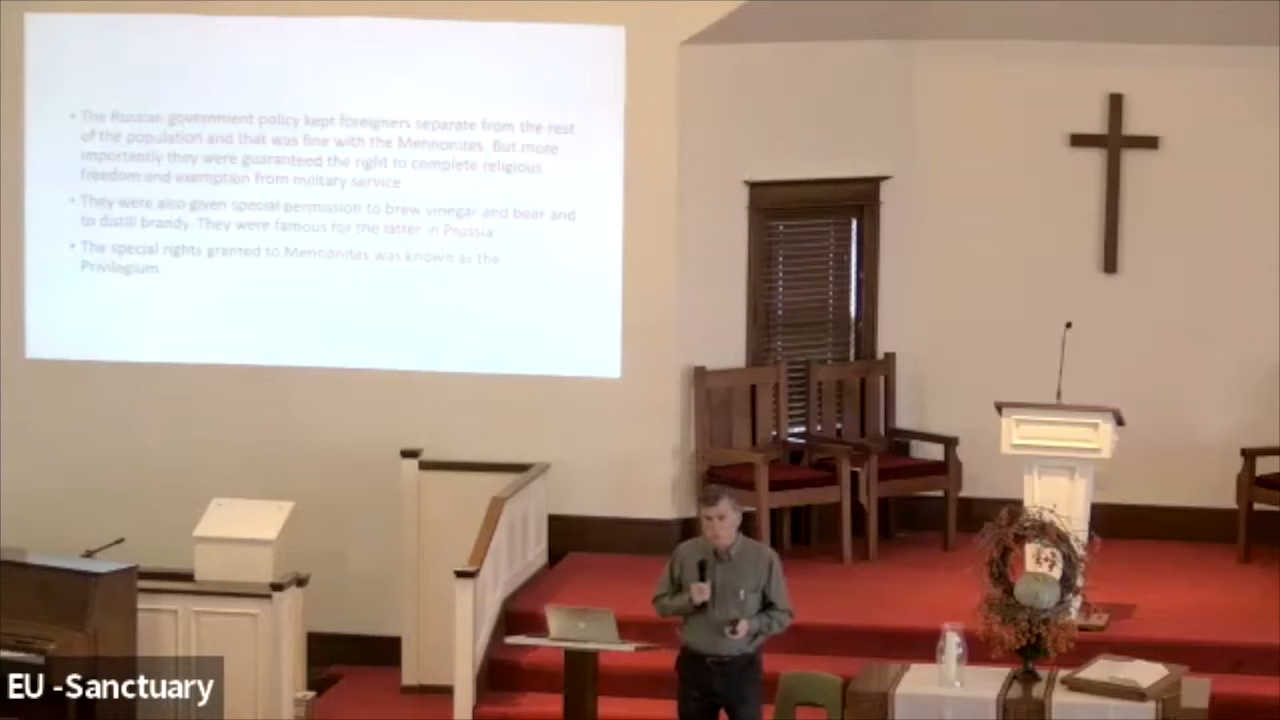 • The Russian government policy kept foreigners separate from the rest
of the population and that was fine with the Mennonites. But more
importantly they were guaranteed the right to complete religious
freedom and exemption from military service
• They were also given special permission to brew vinegar and beer and
to distill brandy. They were famous for the latter in Prussia
• The special rights granted to Mennonites was known as the
Privilegium
EU -Sanctuary